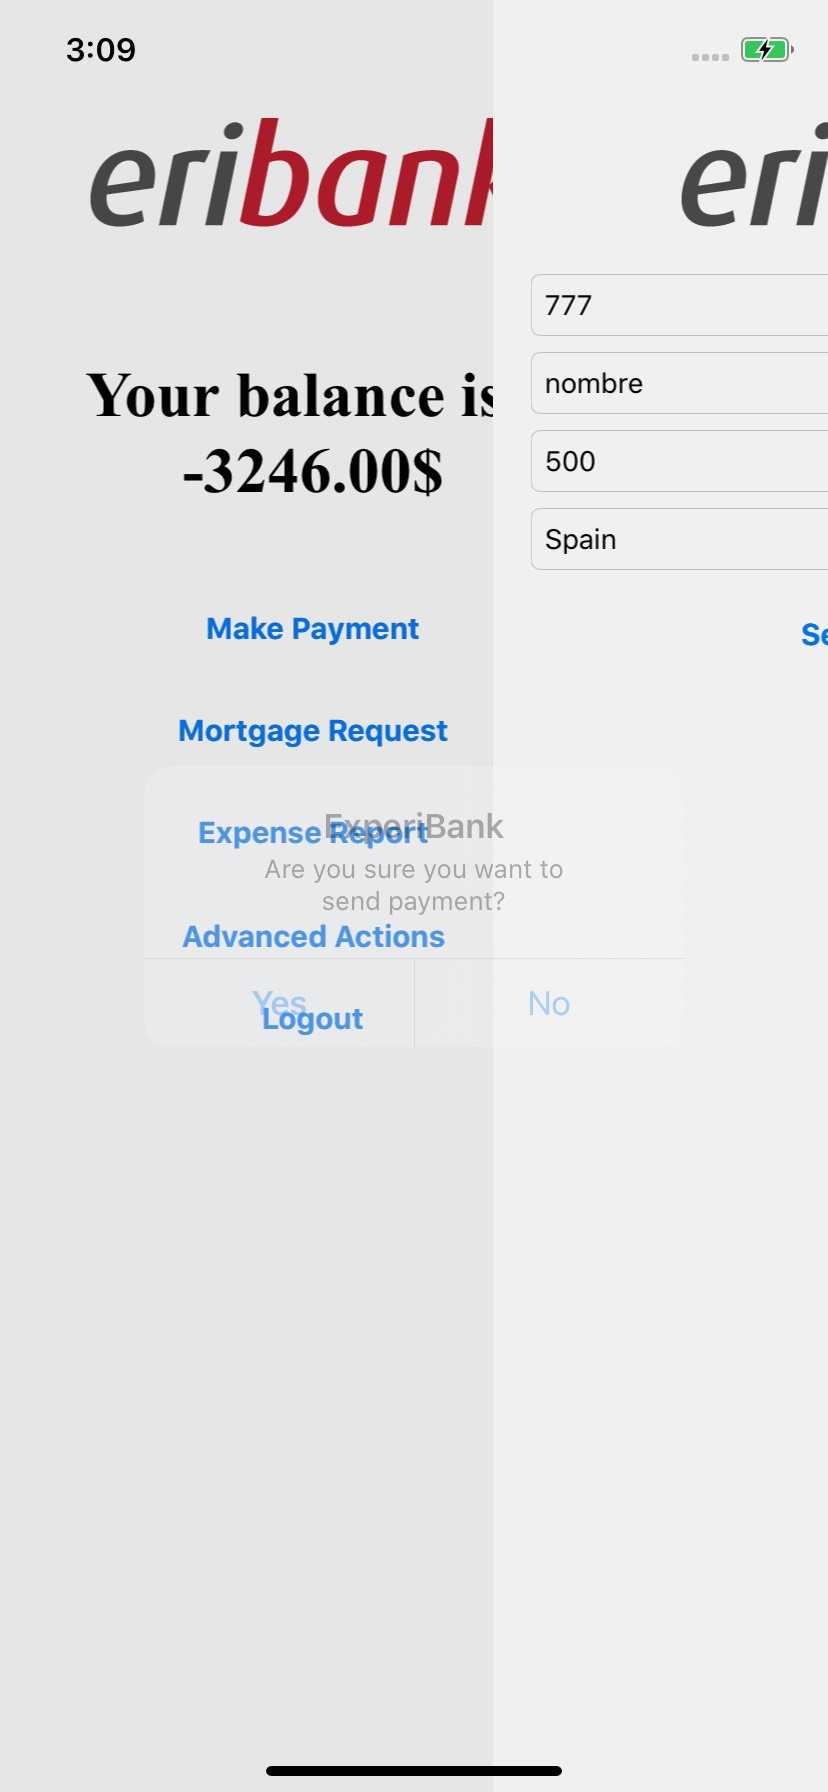 3:09
eribank
eri
Your balance is
-3246.00$
777
nombre
500
Spain
Make Payment
Se
Mortgage Request
Expense Report
ExperiBank
Are you sure you want to
send payment?
Advanced Actions
Yes
No
Logout